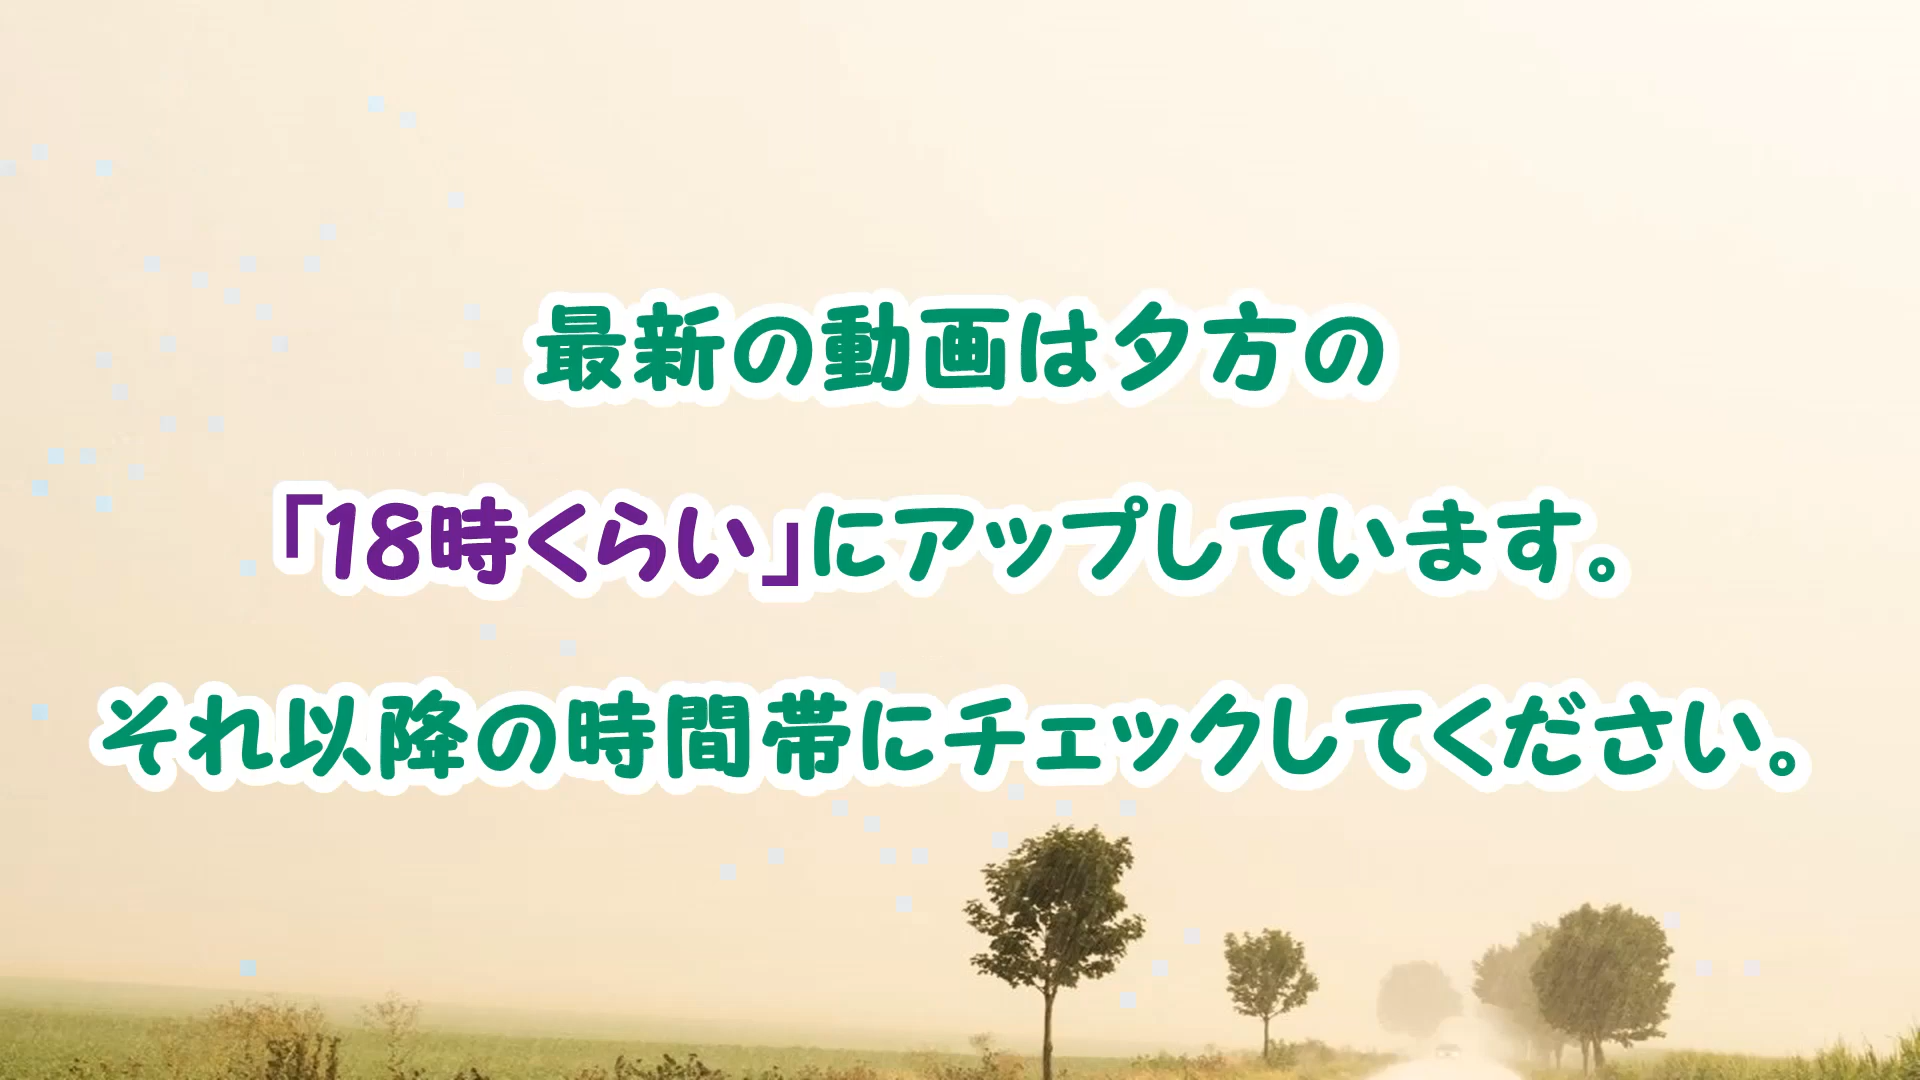 最新の動画は夕方の
「18時くらい」にアップしています。
それ以降の時間帯にチェックしてください。